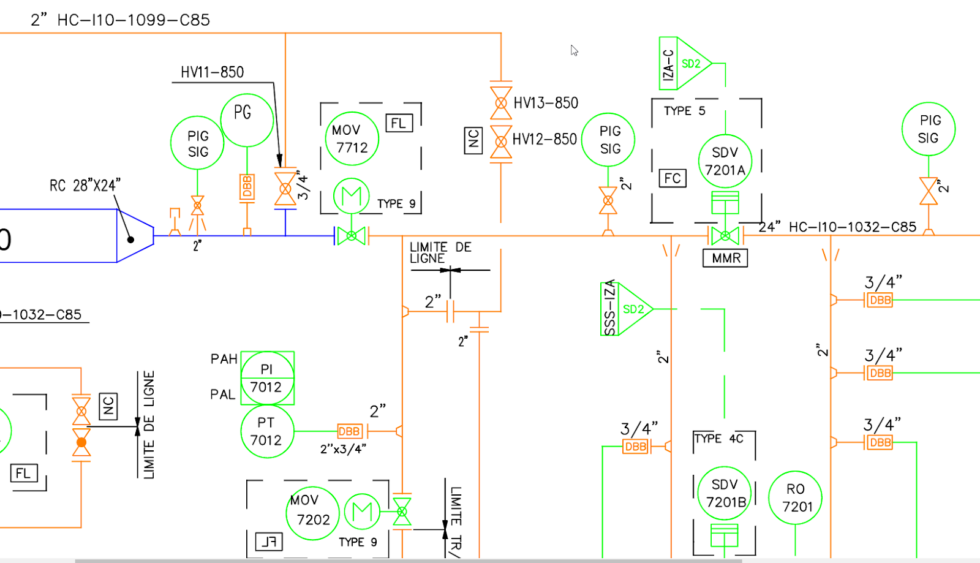 2” HC-I10-1099-C85
HV11-850
PIG
SIG
PG
DBB
3/4"
2"
MOV
7712
FL
M
TYPE 9
NC
HV13-850
HV12-850
PIG
SIG
2”
IZA-C
SD2
TYPE 5
SDV
7201A
FC
MMR
24” HC-I10-1032-C85
PIG
SIG
2”
RC 28”X24”
0
0-1032-C85
NC
LIMITE DE LIGNE
FL
LIMITE DE
LIGNE
2”
2"
PAH
PI
7012
PAL
PT
7012
DBB
2”
2”x3/4”
MOV
7202
M
FL
TYPE 9
LIMITE TR/
SSS-IZA
SD2
2”
3/4”
DBB
TYPE 4C
SDV
7201B
RO
7201
2”
3/4”
DBB
3/4”
DBB
3/4”
DBB